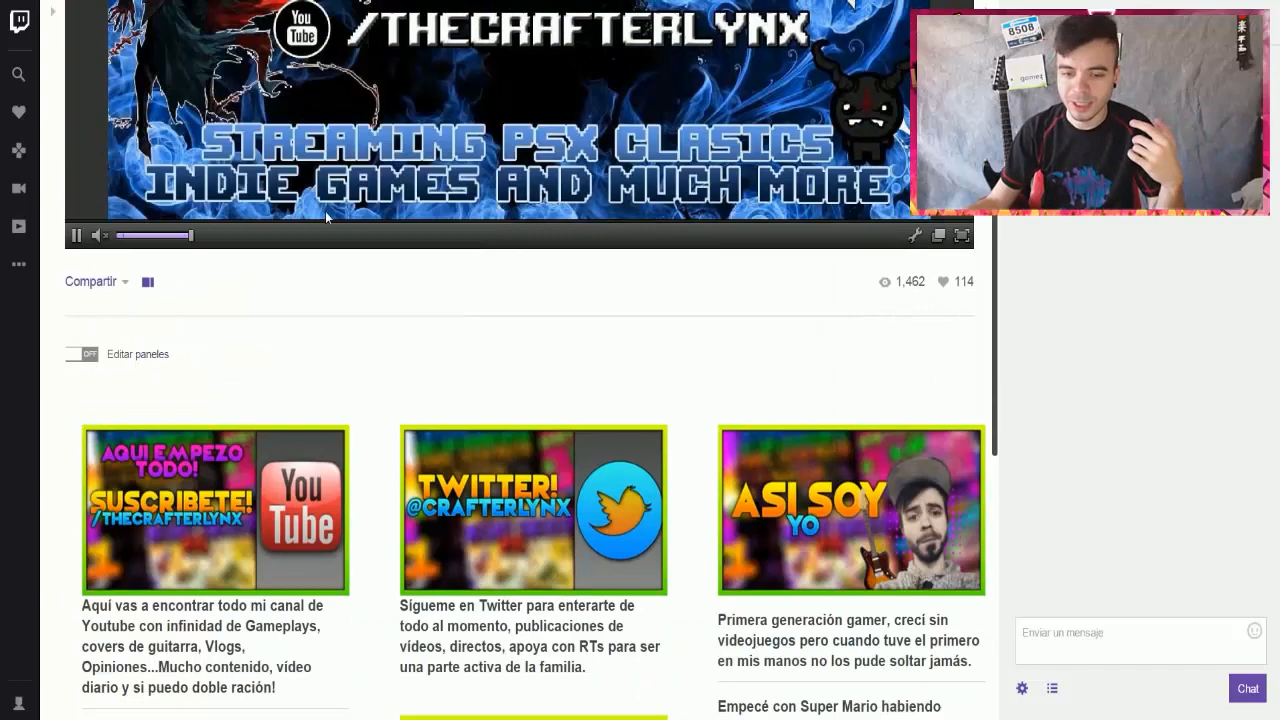 You
Tube
/THECRAFTERLYNX
STREAMING PSX CLASICS
INDIE GAMES AND MUCH MORE
8508
gomez
Compartir
1,462
114
OFF
Editar paneles
AQUI EMPEZO
TODO!
SUSCRIBETE!
/THECRAFTERLYNX
You
Tube
TWITTER!
@CRAFTERLYNX
ASI SOY
YO
Aquí vas a encontrar todo mi canal de
Youtube con infinidad de Gameplays,
covers de guitarra, Vlogs,
Opiniones...Mucho contenido, vídeo
diario y si puedo doble ración!
Sígueme en Twitter para enterarte de
todo al momento, publicaciones de
vídeos, directos, apoya con RTs para ser
una parte activa de la familia.
Primera generación gamer, crecí sin
videojuegos pero cuando tuve el primero
en mis manos no los pude soltar jamás.
Empecé con Super Mario habiendo
Enviar un mensaje
Chat